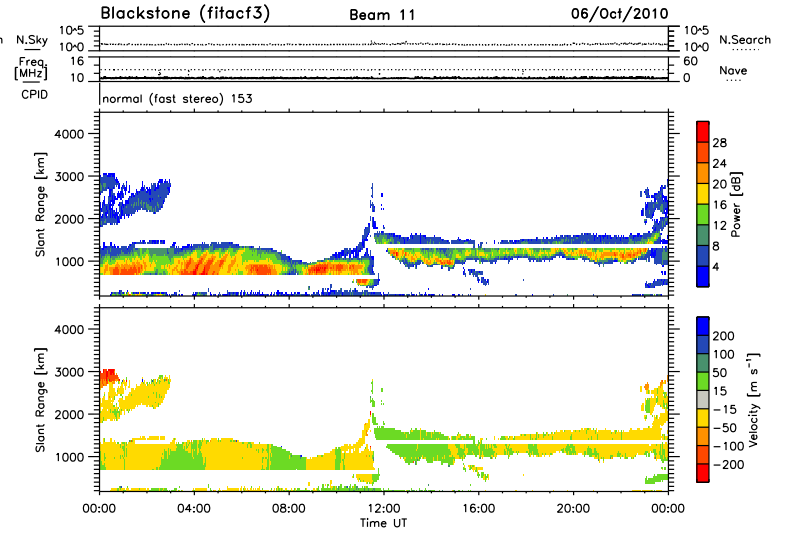 Blackstone (fitacf3) Beam 11 06/Oct/2010
n N.Sky 10^5 10^5 N.Search
10^0 10^0
Freq. [MHz] 16 60 Nave
10 0
CPID normal (fast stereo) 153
Slant Range [km]
4000
3000
2000
1000
28
24
20
16
12
8
4
Power [dB]
Slant Range [km]
4000
3000
2000
1000
200
100
50
15
-15
-50
-100
-200
Velocity [m s⁻¹]
00:00 04:00 08:00 12:00 16:00 20:00 00:00
Time UT